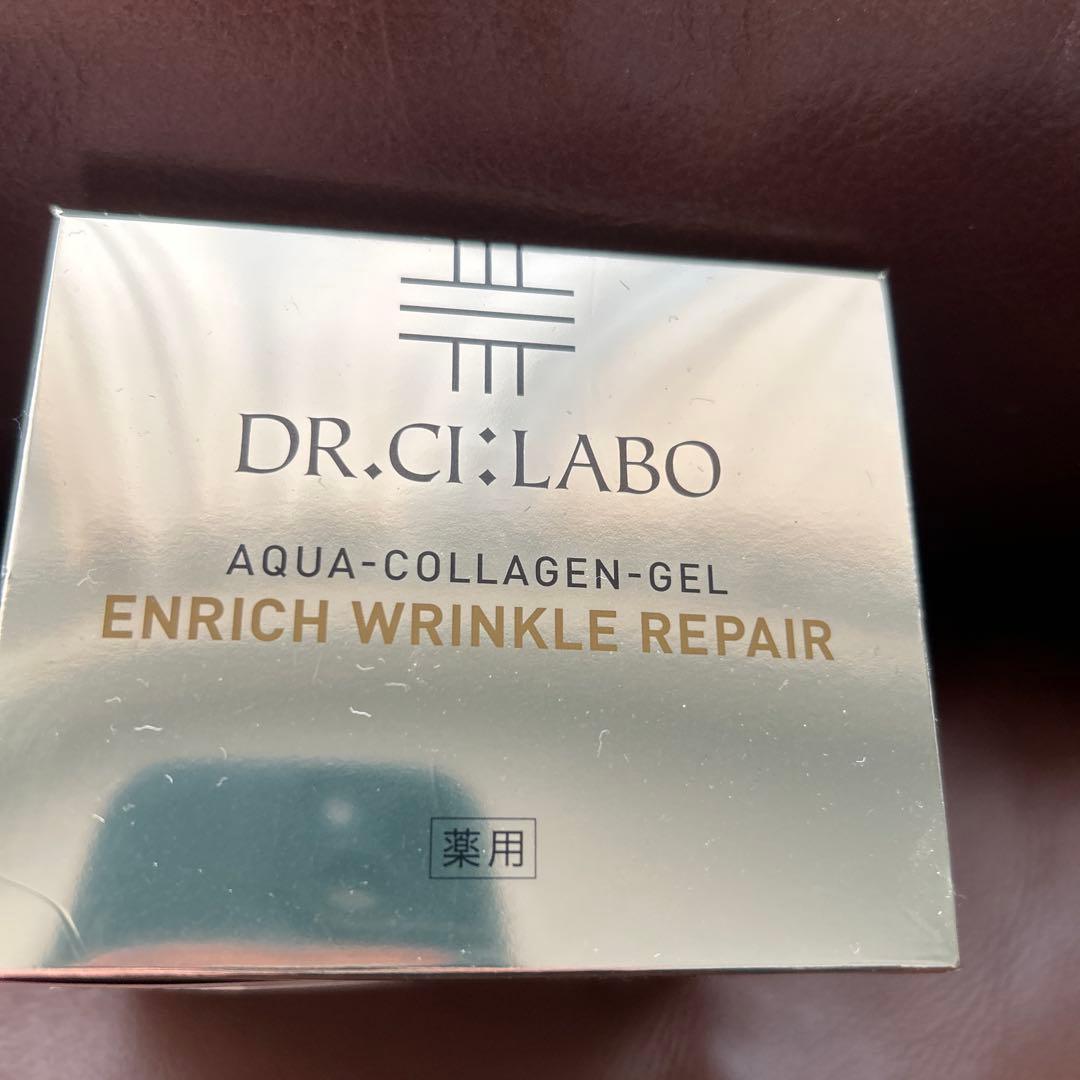 DR.CI:LABO
AQUA-COLLAGEN-GEL
ENRICH WRINKLE REPAIR
薬用